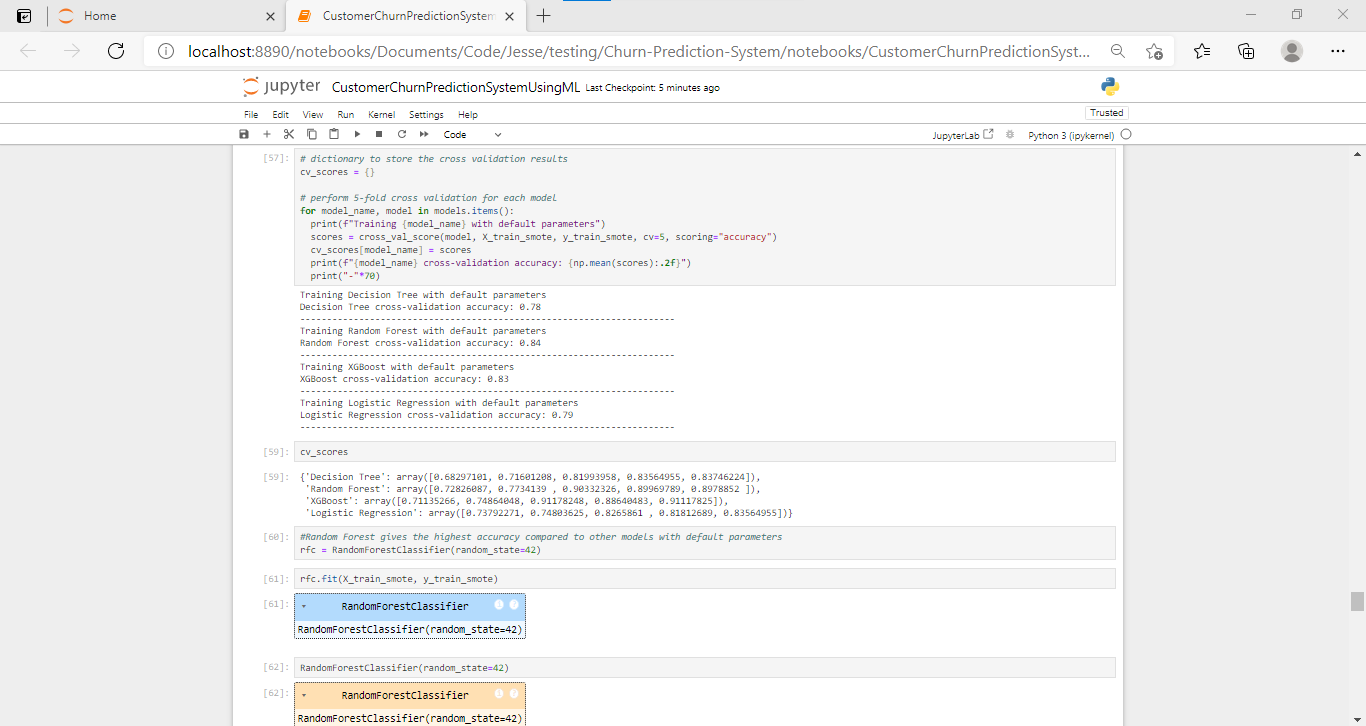 Home
CustomerChurnPredictionSystem
localhost:8890/notebooks/Documents/Code/Jesse/testing/Churn-Prediction-System/notebooks/CustomerChurnPredictionSyst...
jupyter CustomerChurnPredictionSystemUsingML Last Checkpoint: 5 minutes ago
File Edit View Run Kernel Settings Help
Trusted
Code
JupyterLab
Python 3 (ipykernel)
[57]: # dictionary to store the cross validation results
cv_scores = {}
# perform 5-fold cross validation for each model
for model_name, model in models.items():
print(f"Training {model_name} with default parameters")
scores = cross_val_score(model, X_train_smote, y_train_smote, cv=5, scoring="accuracy")
cv_scores[model_name] = scores
print(f"{model_name} cross-validation accuracy: {np.mean(scores):.2f}")
print("-"*70)
Training Decision Tree with default parameters
Decision Tree cross-validation accuracy: 0.78
----------------------------------------------------------------------
Training Random Forest with default parameters
Random Forest cross-validation accuracy: 0.84
----------------------------------------------------------------------
Training XGBoost with default parameters
XGBoost cross-validation accuracy: 0.83
----------------------------------------------------------------------
Training Logistic Regression with default parameters
Logistic Regression cross-validation accuracy: 0.79
----------------------------------------------------------------------
[59]: cv_scores
[59]: {'Decision Tree': array([0.68297101, 0.71601208, 0.81993958, 0.83564955, 0.83746224]),
'Random Forest': array([0.72826087, 0.7734139 , 0.90332326, 0.89969789, 0.8978852 ]),
'XGBoost': array([0.71135266, 0.74864048, 0.91178248, 0.88640483, 0.91117825]),
'Logistic Regression': array([0.73792271, 0.74803625, 0.8265861 , 0.81812689, 0.83564955])}
[60]: #Random Forest gives the highest accuracy compared to other models with default parameters
rfc = RandomForestClassifier(random_state=42)
[61]: rfc.fit(X_train_smote, y_train_smote)
[61]: RandomForestClassifier
RandomForestClassifier(random_state=42)
[62]: RandomForestClassifier(random_state=42)
[62]: RandomForestClassifier
RandomForestClassifier(random_state=42)